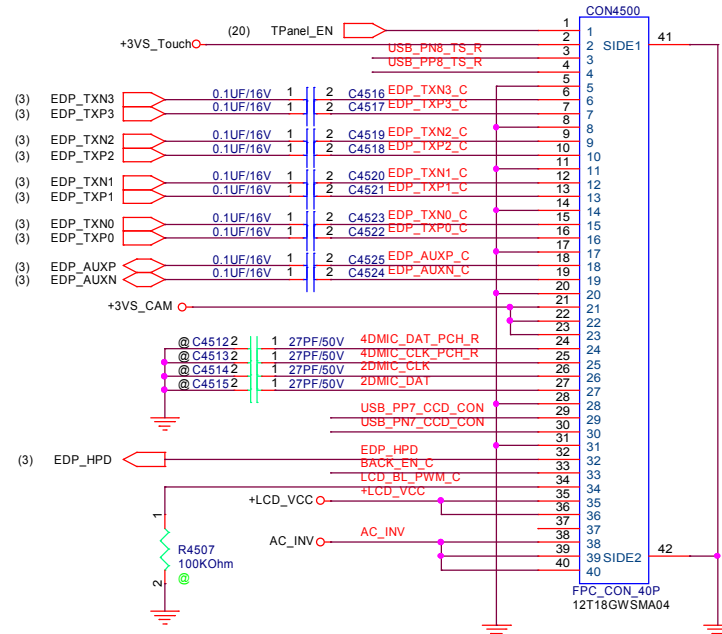 CON4500
(20) TPanel_EN 1 1
+3VS_Touch 2 2 SIDE1 41
USB_PN8_TS_R 3 3
USB_PP8_TS_R 4 4
5 5
(3) EDP_TXN3 0.1UF/16V 1 2 C4516 EDP_TXN3_C 6 6
(3) EDP_TXP3 0.1UF/16V 1 2 C4517 EDP_TXP3_C 7 7
8 8
(3) EDP_TXN2 0.1UF/16V 1 2 C4519 EDP_TXN2_C 9 9
(3) EDP_TXP2 0.1UF/16V 1 2 C4518 EDP_TXP2_C 10 10
11 11
(3) EDP_TXN1 0.1UF/16V 1 2 C4520 EDP_TXN1_C 12 12
(3) EDP_TXP1 0.1UF/16V 1 2 C4521 EDP_TXP1_C 13 13
14 14
(3) EDP_TXN0 0.1UF/16V 1 2 C4523 EDP_TXN0_C 15 15
(3) EDP_TXP0 0.1UF/16V 1 2 C4522 EDP_TXP0_C 16 16
17 17
(3) EDP_AUXP 0.1UF/16V 1 2 C4525 EDP_AUXP_C 18 18
(3) EDP_AUXN 0.1UF/16V 1 2 C4524 EDP_AUXN_C 19 19
20 20
+3VS_CAM 21 21
22 22
23 23
@ C4512 2 1 27PF/50V 4DMIC_DAT_PCH_R 24 24
@ C4513 2 1 27PF/50V 4DMIC_CLK_PCH_R 25 25
@ C4514 2 1 27PF/50V 2DMIC_CLK 26 26
@ C4515 2 1 27PF/50V 2DMIC_DAT 27 27
28 28
USB_PP7_CCD_CON 29 29
USB_PN7_CCD_CON 30 30
31 31
(3) EDP_HPD EDP_HPD 32 32
BACK_EN_C 33 33
LCD_BL_PWM_C 34 34
+LCD_VCC +LCD_VCC 35 35
36 36
1 37 37
AC_INV AC_INV 38 38
R4507 39 39 SIDE2 42
100KOhm 40 40
2 @
FPC_CON_40P
12T18GWSMA04